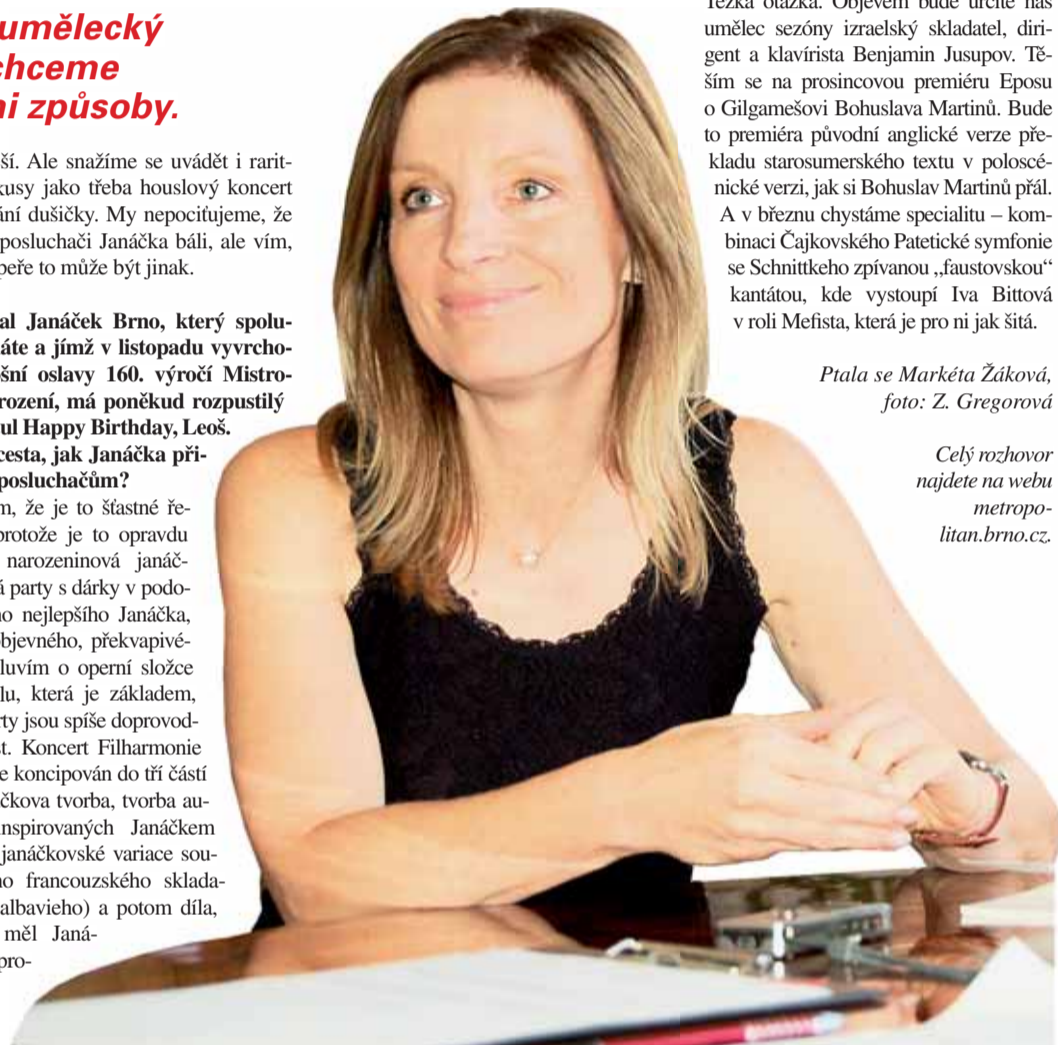 umělecký
chceme
způsoby.
ší. Ale snažíme se uvádět i rarit-
kusy jako třeba houslový koncert
ání dušičky. My nepociťujeme, že
posluchači Janáčka báli, ale vím,
peře to může být jinak.
al Janáček Brno, který spolu-
áte a jímž v listopadu vyvrcho-
šní oslavy 160. výročí Mistro-
rození, má poněkud rozpustilý
ul Happy Birthday, Leoš.
cesta, jak Janáčka při-
posluchačům?
m, že je to šťastné ře-
protože je to opravdu
narozeninová janáč-
á party s dárky v podo-
ho nejlepšího Janáčka,
objevného, překvapivé-
luvím o operní složce
lu, která je základem,
rty jsou spíše doprovod-
st. Koncert Filharmonie
e koncipován do tří částí
čkova tvorba, tvorba au-
inspirovaných Janáčkem
janáčkovské variace sou-
ho francouzského sklada-
albavieho) a potom díla,
měl Janá-
pro-
Těžká otázka. Objevem bude určitě náš
umělec sezóny izraelský skladatel, diri-
gent a klavírista Benjamin Jusupov. Tě-
ším se na prosincovou premiéru Eposu
o Gilgamešovi Bohuslava Martinů. Bude
to premiéra původní anglické verze pře-
kladu starosumerského textu v poloscé-
nické verzi, jak si Bohuslav Martinů přál.
A v březnu chystáme specialitu – kom-
binaci Čajkovského Patetické symfonie
se Schnittkeho zpívanou „faustovskou“
kantátou, kde vystoupí Iva Bittová
v roli Mefista, která je pro ni jak šitá.
Ptala se Markéta Žáková,
foto: Z. Gregorová
Celý rozhovor
najdete na webu
metropo-
litan.brno.cz.